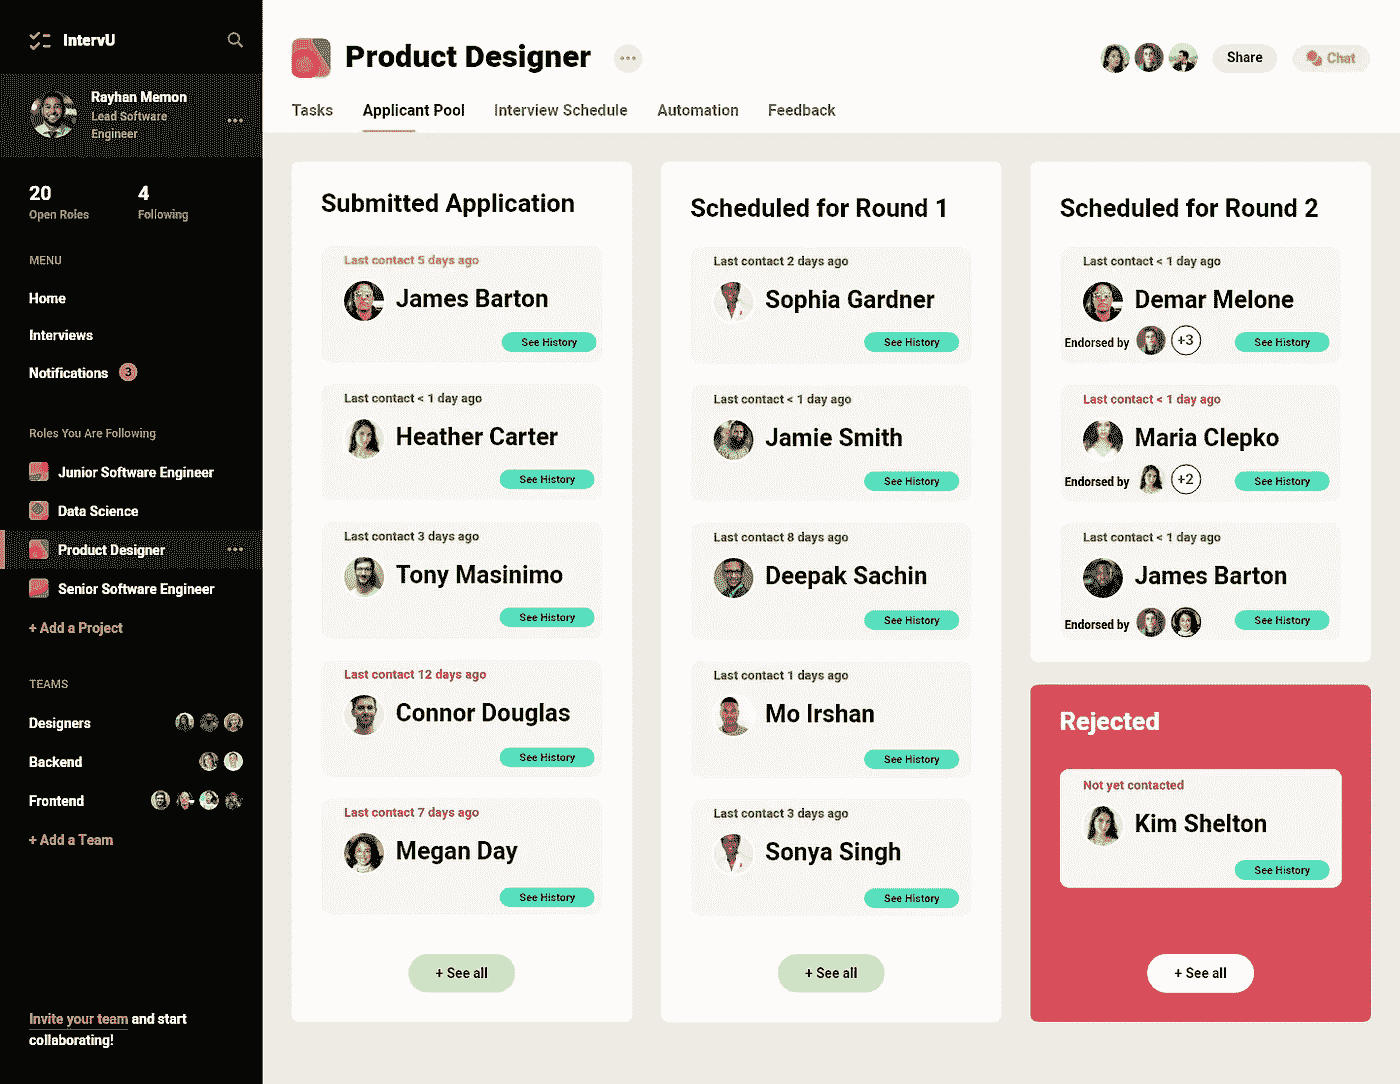 IntervU
Rayhan Memon
Lead Software
Engineer
20
Open Roles
4
Following
MENU
Home
Interviews
Notifications 3
Roles You Are Following
Junior Software Engineer
Data Science
Product Designer
Senior Software Engineer
+ Add a Project
TEAMS
Designers
Backend
Frontend
+ Add a Team
Invite your team and start
collaborating!
Product Designer
Share
Chat
Tasks
Applicant Pool
Interview Schedule
Automation
Feedback
Submitted Application
Last contact 5 days ago
James Barton
See History
Last contact < 1 day ago
Heather Carter
See History
Last contact 3 days ago
Tony Masinimo
See History
Last contact 12 days ago
Connor Douglas
See History
Last contact 7 days ago
Megan Day
See History
+ See all
Scheduled for Round 1
Last contact 2 days ago
Sophia Gardner
See History
Last contact < 1 day ago
Jamie Smith
See History
Last contact 8 days ago
Deepak Sachin
See History
Last contact 1 days ago
Mo Irshan
See History
Last contact 3 days ago
Sonya Singh
See History
+ See all
Scheduled for Round 2
Last contact < 1 day ago
Demar Melone
Endorsed by +3
See History
Last contact < 1 day ago
Maria Clepko
Endorsed by +2
See History
Last contact < 1 day ago
James Barton
Endorsed by
See History
Rejected
Not yet contacted
Kim Shelton
See History
+ See all